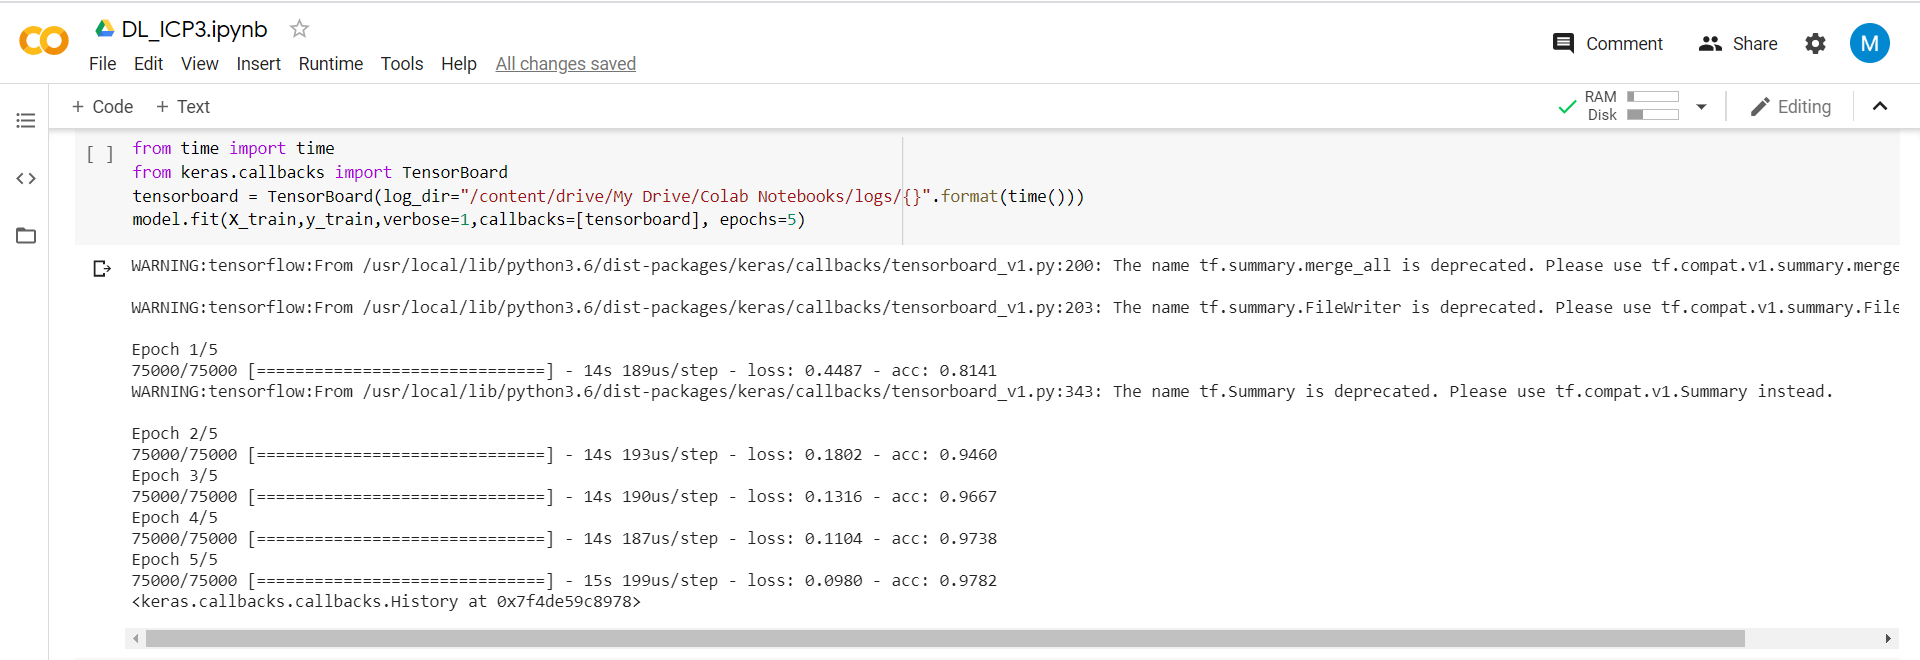 DL_ICP3.ipynb
Comment Share M
File Edit View Insert Runtime Tools Help All changes saved
+ Code + Text
RAM
Disk
Editing
[ ]
from time import time
from keras.callbacks import TensorBoard
tensorboard = TensorBoard(log_dir="/content/drive/My Drive/Colab Notebooks/logs/{}".format(time()))
model.fit(X_train,y_train,verbose=1,callbacks=[tensorboard], epochs=5)
WARNING:tensorflow:From /usr/local/lib/python3.6/dist-packages/keras/callbacks/tensorboard_v1.py:200: The name tf.summary.merge_all is deprecated. Please use tf.compat.v1.summary.merge
WARNING:tensorflow:From /usr/local/lib/python3.6/dist-packages/keras/callbacks/tensorboard_v1.py:203: The name tf.summary.FileWriter is deprecated. Please use tf.compat.v1.summary.File
Epoch 1/5
75000/75000 [==============================] - 14s 189us/step - loss: 0.4487 - acc: 0.8141
WARNING:tensorflow:From /usr/local/lib/python3.6/dist-packages/keras/callbacks/tensorboard_v1.py:343: The name tf.Summary is deprecated. Please use tf.compat.v1.Summary instead.
Epoch 2/5
75000/75000 [==============================] - 14s 193us/step - loss: 0.1802 - acc: 0.9460
Epoch 3/5
75000/75000 [==============================] - 14s 190us/step - loss: 0.1316 - acc: 0.9667
Epoch 4/5
75000/75000 [==============================] - 14s 187us/step - loss: 0.1104 - acc: 0.9738
Epoch 5/5
75000/75000 [==============================] - 15s 199us/step - loss: 0.0980 - acc: 0.9782
<keras.callbacks.callbacks.History at 0x7f4de59c8978>